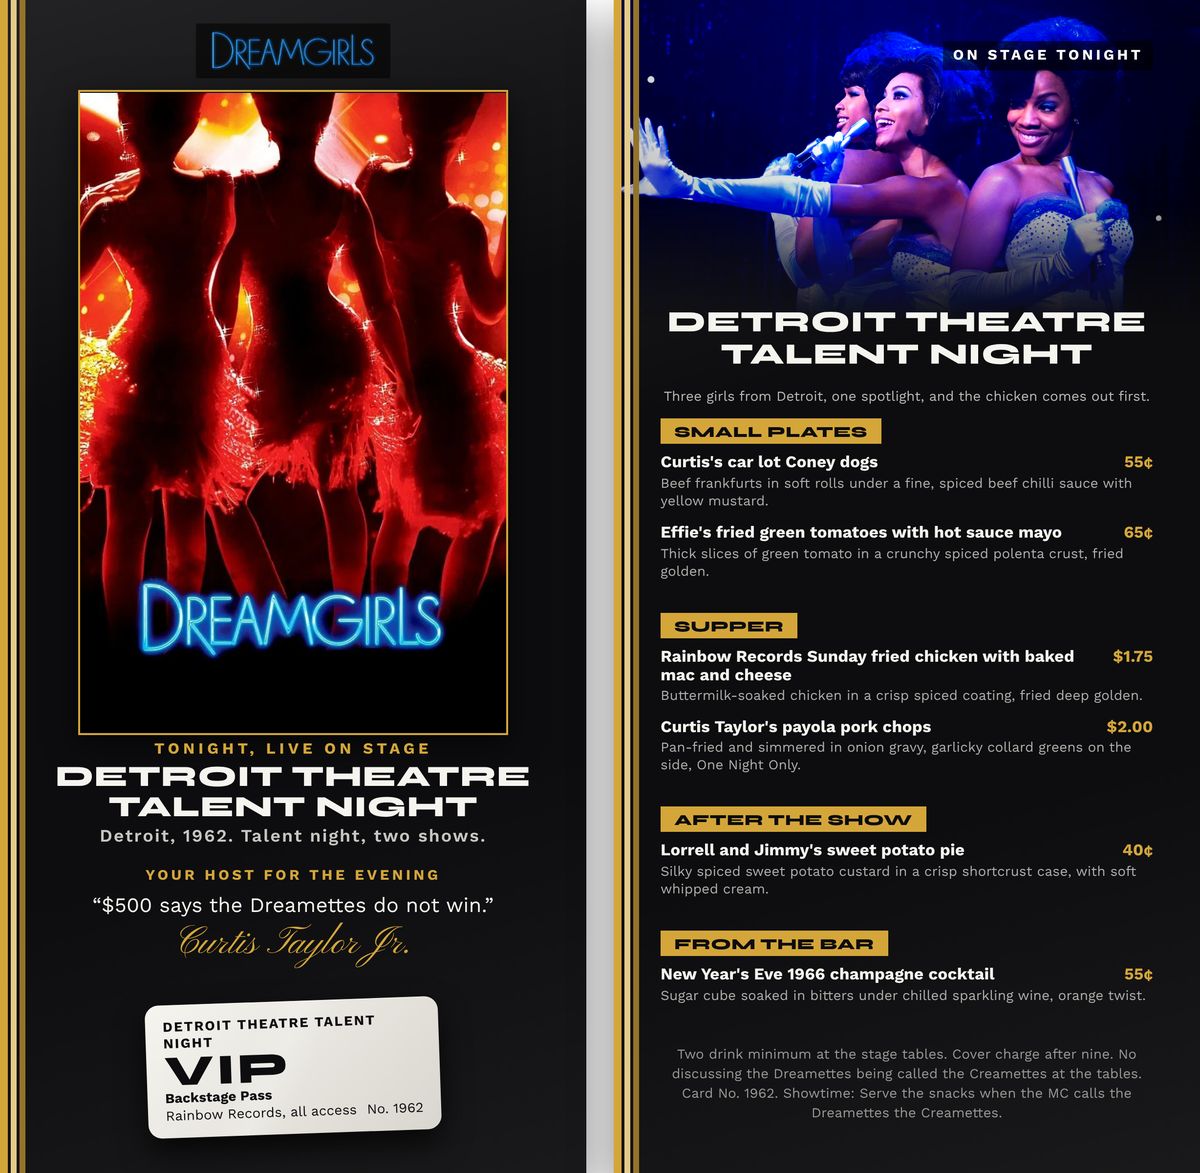 DREAMGIRLS
DREAMGIRLS
TONIGHT, LIVE ON STAGE
DETROIT THEATRE
TALENT NIGHT
Detroit, 1962. Talent night, two shows.
YOUR HOST FOR THE EVENING
“$500 says the Dreamettes do not win.”
Curtis Taylor Jr.
DETROIT THEATRE TALENT
NIGHT
VIP
Backstage Pass
Rainbow Records, all access No. 1962
ON STAGE TONIGHT
DETROIT THEATRE
TALENT NIGHT
Three girls from Detroit, one spotlight, and the chicken comes out first.
SMALL PLATES
Curtis's car lot Coney dogs 55¢
Beef frankfurts in soft rolls under a fine, spiced beef chilli sauce with
yellow mustard.
Effie's fried green tomatoes with hot sauce mayo 65¢
Thick slices of green tomato in a crunchy spiced polenta crust, fried
golden.
SUPPER
Rainbow Records Sunday fried chicken with baked $1.75
mac and cheese
Buttermilk-soaked chicken in a crisp spiced coating, fried deep golden.
Curtis Taylor's payola pork chops $2.00
Pan-fried and simmered in onion gravy, garlicky collard greens on the
side, One Night Only.
AFTER THE SHOW
Lorrell and Jimmy's sweet potato pie 40¢
Silky spiced sweet potato custard in a crisp shortcrust case, with soft
whipped cream.
FROM THE BAR
New Year's Eve 1966 champagne cocktail 55¢
Sugar cube soaked in bitters under chilled sparkling wine, orange twist.
Two drink minimum at the stage tables. Cover charge after nine. No
discussing the Dreamettes being called the Creamettes at the tables.
Card No. 1962. Showtime: Serve the snacks when the MC calls the
Dreamettes the Creamettes.